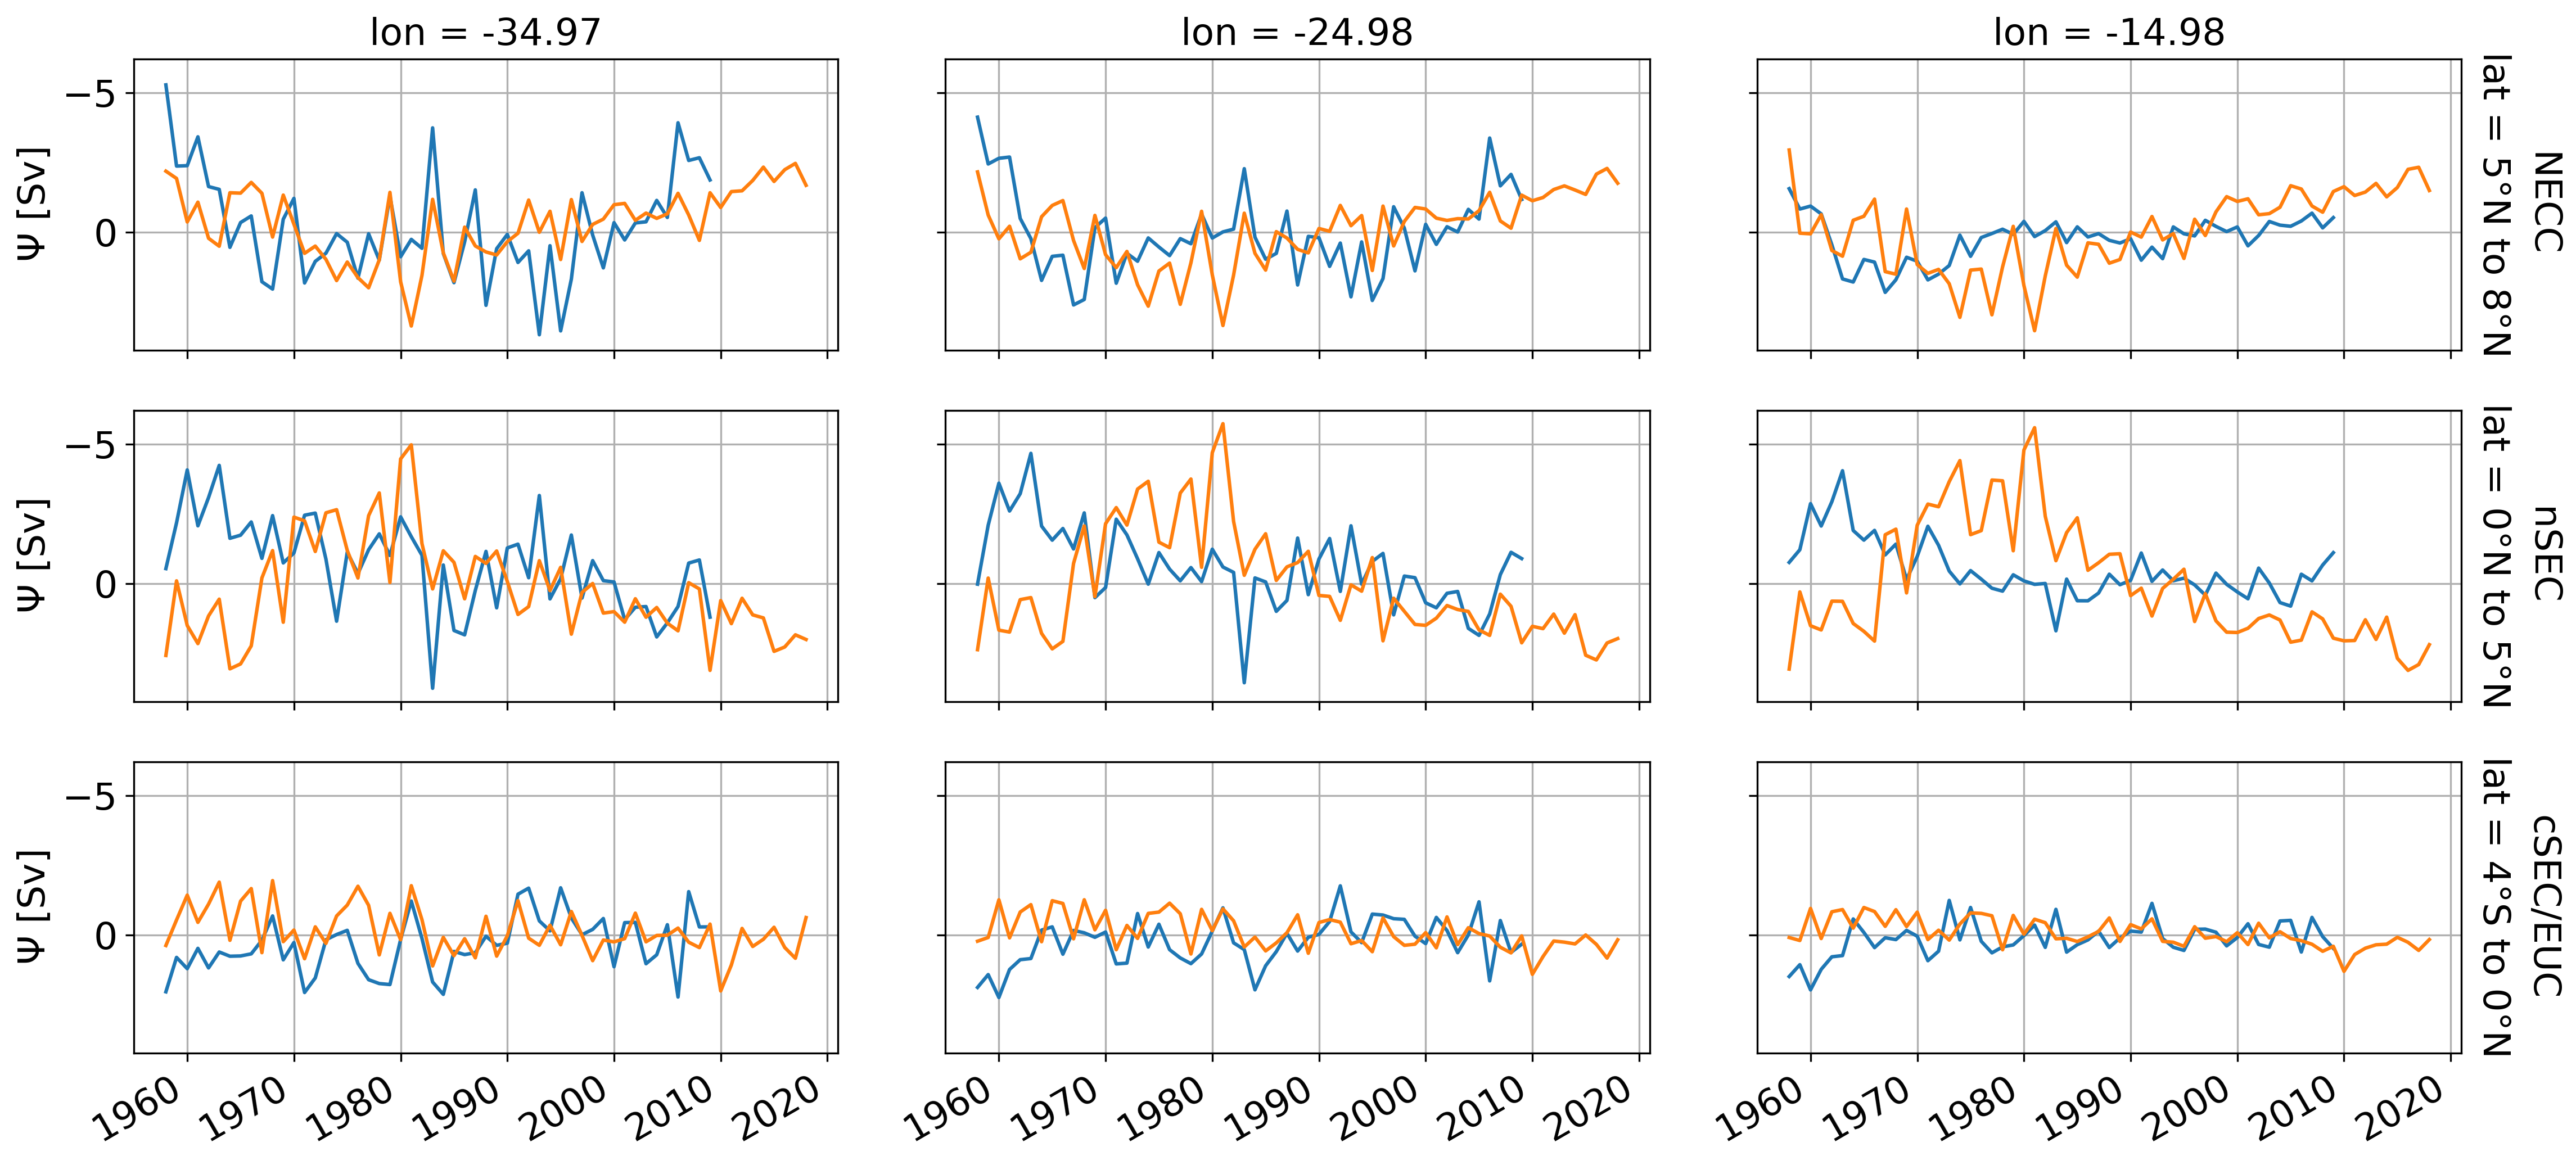 lon = -34.97
lon = -24.98
lon = -14.98
Ψ [Sv]
−5
0
lat = 5°N to 8°N
NECC
Ψ [Sv]
−5
0
lat = 0°N to 5°N
nSEC
Ψ [Sv]
−5
0
lat = 4°S to 0°N
cSEC/EUC
1960 1970 1980 1990 2000 2010 2020
1960 1970 1980 1990 2000 2010 2020
1960 1970 1980 1990 2000 2010 2020